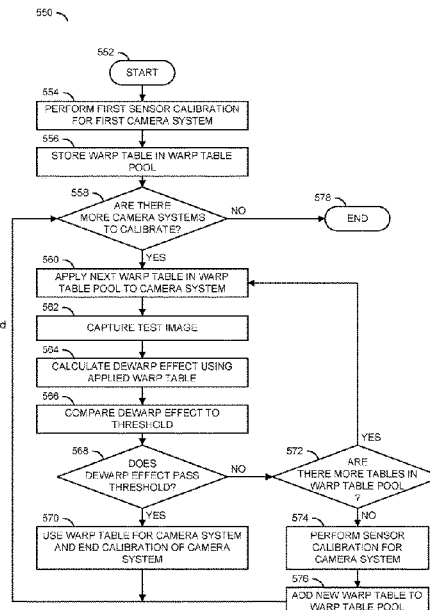 550
552
START
554
PERFORM FIRST SENSOR CALIBRATION
FOR FIRST CAMERA SYSTEM
556
STORE WARP TABLE IN WARP TABLE
POOL
558
ARE THERE
MORE CAMERA SYSTEMS
TO CALIBRATE?
NO
578
END
YES
560
APPLY NEXT WARP TABLE IN WARP
TABLE POOL TO CAMERA SYSTEM
562
CAPTURE TEST IMAGE
564
CALCULATE DEWARP EFFECT USING
APPLIED WARP TABLE
566
COMPARE DEWARP EFFECT TO
THRESHOLD
568
DOES
DEWARP EFFECT PASS
THRESHOLD?
NO
572
YES
ARE
THERE MORE TABLES IN
WARP TABLE POOL
?
YES
570
USE WARP TABLE FOR CAMERA SYSTEM
AND END CALIBRATION OF CAMERA
SYSTEM
NO
574
PERFORM SENSOR
CALIBRATION FOR
CAMERA SYSTEM
576
ADD NEW WARP TABLE TO
WARP TABLE POOL
d